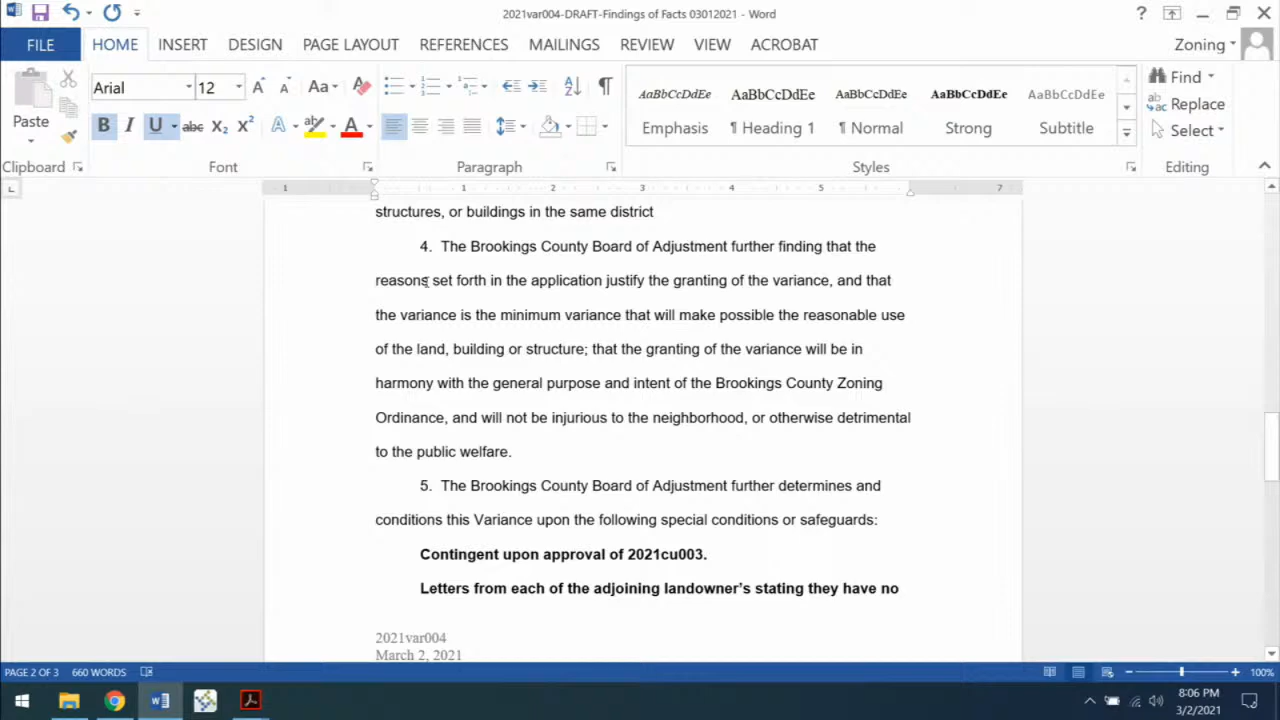 2021var004-DRAFT-Findings of Facts 03012021 - Word
?
FILE
HOME
INSERT
DESIGN
PAGE LAYOUT
REFERENCES
MAILINGS
REVIEW
VIEW
ACROBAT
Zoning
Paste
Clipboard
Arial
12
Aa
B I U abc X₂ X²
A
A
Font
Paragraph
AaBbCcDdEe
Emphasis
AaBbCcDdEe
¶ Heading 1
AaBbCcDdEe
¶ Normal
AaBbCcDdEe
Strong
AaBbCcDdEe
Subtitle
Styles
Find
Replace
Select
Editing
1 1 2 3 4 5 7
structures, or buildings in the same district
4. The Brookings County Board of Adjustment further finding that the
reasons set forth in the application justify the granting of the variance, and that
the variance is the minimum variance that will make possible the reasonable use
of the land, building or structure; that the granting of the variance will be in
harmony with the general purpose and intent of the Brookings County Zoning
Ordinance, and will not be injurious to the neighborhood, or otherwise detrimental
to the public welfare.
5. The Brookings County Board of Adjustment further determines and
conditions this Variance upon the following special conditions or safeguards:
Contingent upon approval of 2021cu003.
Letters from each of the adjoining landowner's stating they have no
2021var004
March 2, 2021
PAGE 2 OF 3
660 WORDS
100%
8:06 PM
3/2/2021